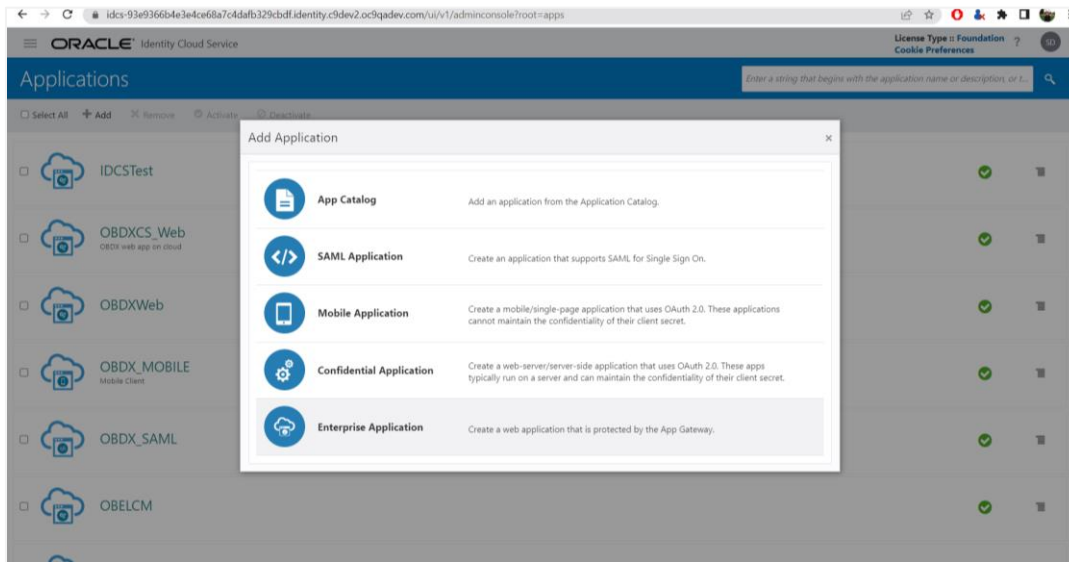 idcs-93e9366b4e3e4ce68a7c4dafb329cbdf.identity.c9dev2.oc9qadev.com/ui/v1/adminconsole?root=apps
ORACLE® Identity Cloud Service
License Type :: Foundation
Cookie Preferences
?
SD
Applications
Enter a string that begins with the application name or description, or t...
Select All + Add Remove Activate Deactivate
Add Application
×
IDCSTest
App Catalog
Add an application from the Application Catalog.
OBDXCS_Web
OBDX web app on cloud
SAML Application
Create an application that supports SAML for Single Sign On.
OBDXWeb
Mobile Application
Create a mobile/single-page application that uses OAuth 2.0. These applications
cannot maintain the confidentiality of their client secret.
OBDX_MOBILE
Mobile Client
Confidential Application
Create a web-server/server-side application that uses OAuth 2.0. These apps
typically run on a server and can maintain the confidentiality of their client secret.
OBDX_SAML
Enterprise Application
Create a web application that is protected by the App Gateway.
OBELCM